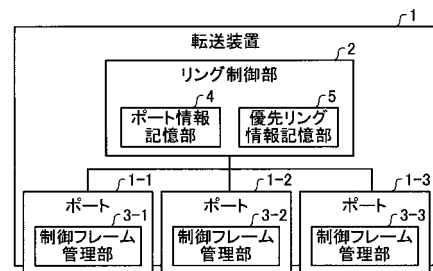 1
転送装置
2
リング制御部
4
5
ポート情報
記憶部
優先リング
情報記憶部
1-1
1-2
1-3
ポート
ポート
ポート
3-1
3-2
3-3
制御フレーム
管理部
制御フレーム
管理部
制御フレーム
管理部